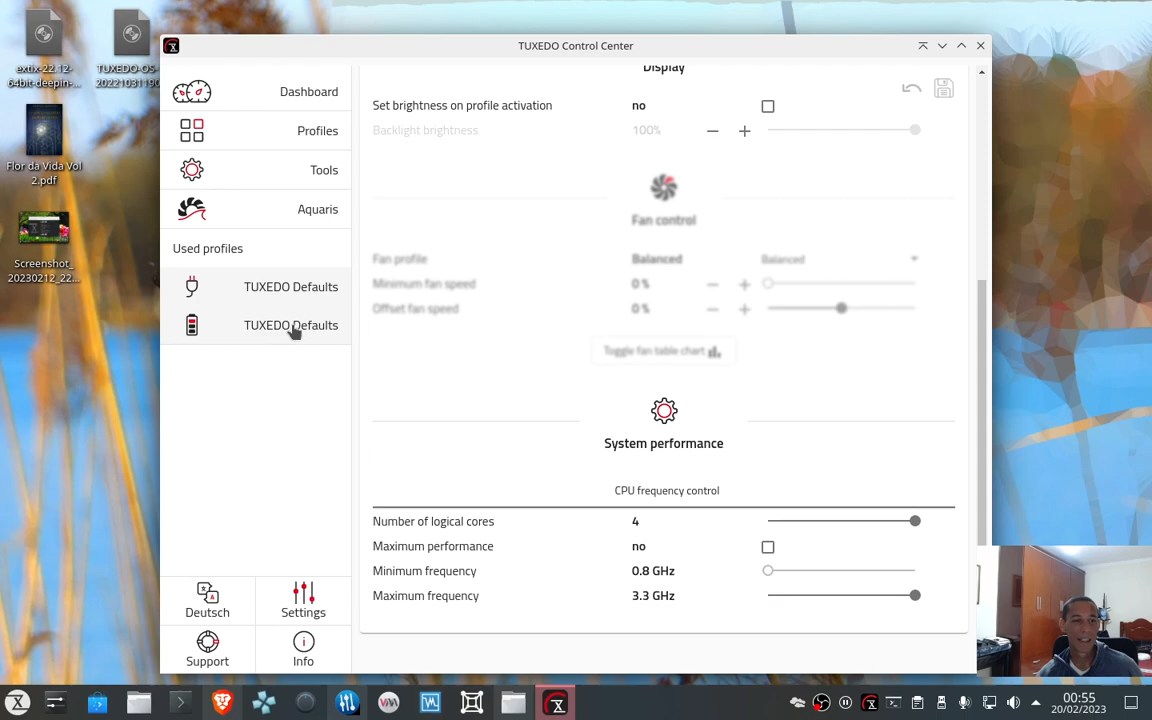 extix-22.12-
64bit-deepin-...
TUXEDO-OS-
2022103119
Flor da Vida Vol
2.pdf
Screenshot_
20230212_22...
TUXEDO Control Center
Dashboard
Profiles
Tools
Aquaris
Used profiles
TUXEDO Defaults
TUXEDO Defaults
Deutsch
Settings
Support
Info
Display
Set brightness on profile activation
no
Backlight brightness
100%
Fan control
Fan profile
Balanced
Balanced
Minimum fan speed
0 %
Offset fan speed
0 %
Toggle fan table chart
System performance
CPU frequency control
Number of logical cores
4
Maximum performance
no
Minimum frequency
0.8 GHz
Maximum frequency
3.3 GHz
00:55
20/02/2023